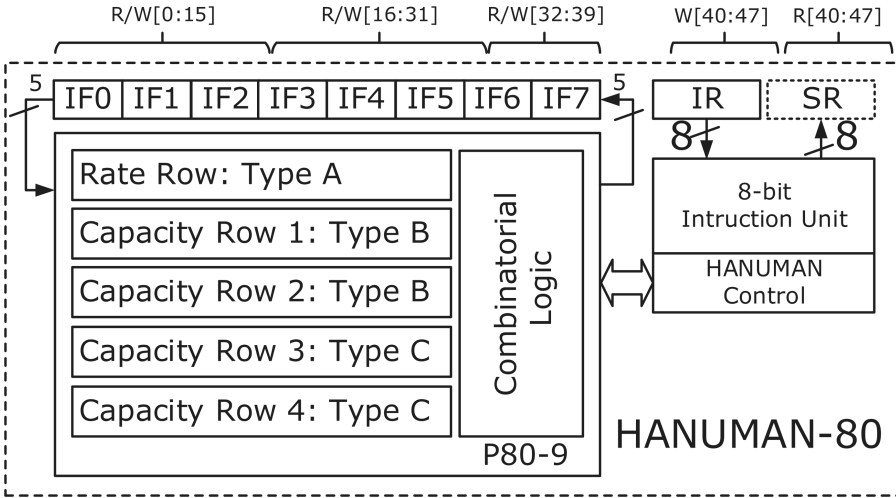 R/W[0:15] R/W[16:31] R/W[32:39] W[40:47] R[40:47]
5 IF0 IF1 IF2 IF3 IF4 IF5 IF6 IF7 5 IR SR
8 8
Rate Row: Type A
Capacity Row 1: Type B
Capacity Row 2: Type B
Capacity Row 3: Type C
Capacity Row 4: Type C
Combinatorial
Logic
P80-9
8-bit
Intruction Unit
HANUMAN
Control
HANUMAN-80